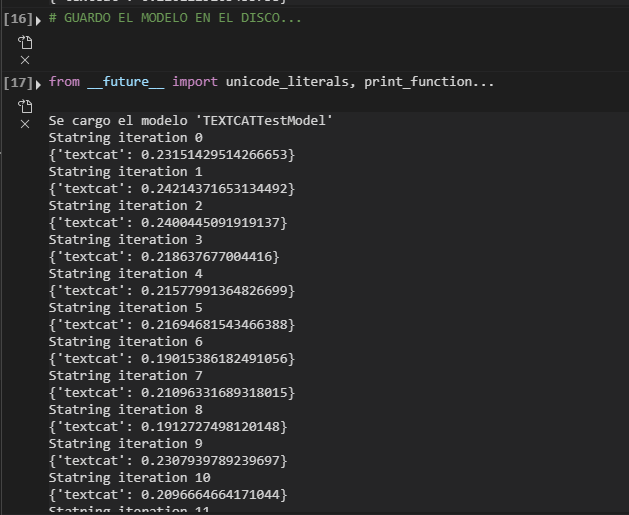 [16] # GUARDO EL MODELO EN EL DISCO...
[17] from __future__ import unicode_literals, print_function...
Se cargo el modelo 'TEXTCATTestModel'
Statring iteration 0
{'textcat': 0.23151429514266653}
Statring iteration 1
{'textcat': 0.24214371653134492}
Statring iteration 2
{'textcat': 0.2400445091919137}
Statring iteration 3
{'textcat': 0.218637677004416}
Statring iteration 4
{'textcat': 0.21577991364826699}
Statring iteration 5
{'textcat': 0.21694681543466388}
Statring iteration 6
{'textcat': 0.19015386182491056}
Statring iteration 7
{'textcat': 0.21096331689318015}
Statring iteration 8
{'textcat': 0.1912727498120148}
Statring iteration 9
{'textcat': 0.2307939789239697}
Statring iteration 10
{'textcat': 0.2096664664171044}
Statring iteration 11